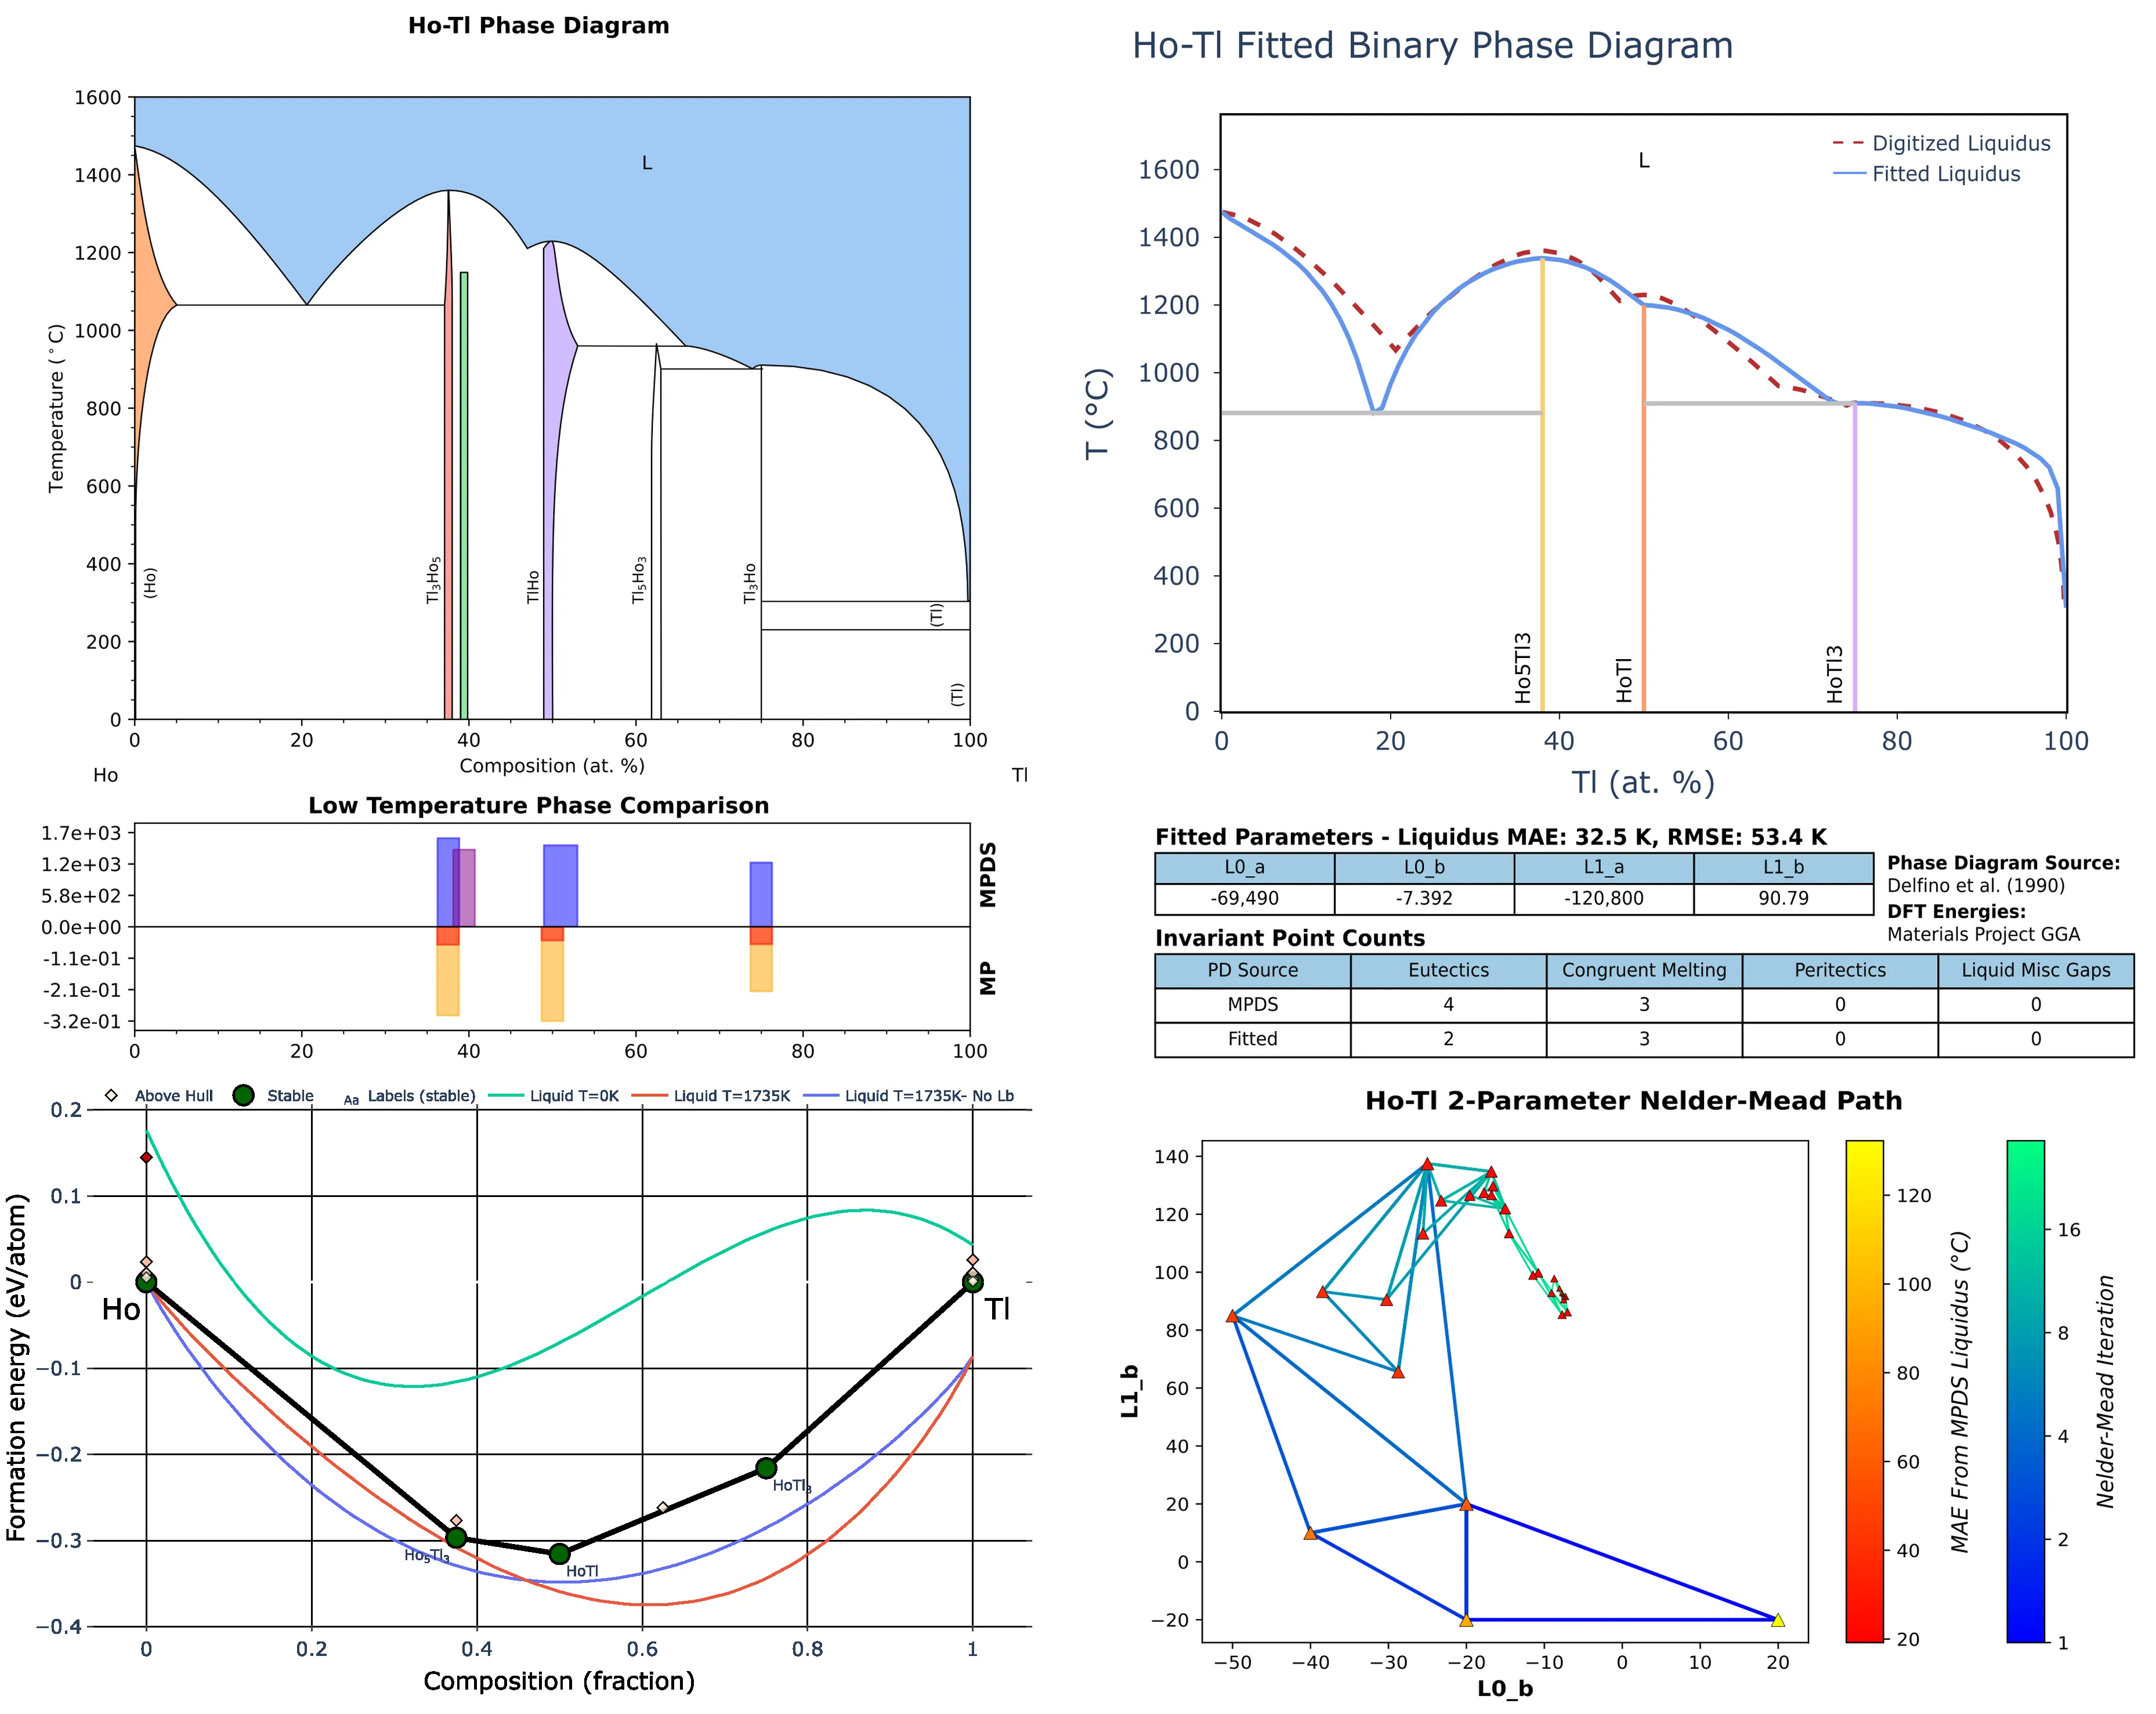 Ho-Tl Phase Diagram
1600
1400
1200
1000
800
600
400
200
0
Temperature (°C)
L
(Ho)
Tl3Ho5
TlHo
Tl5Ho3
Tl3Ho
(Tl)
(Tl)
0 20 40 60 80 100
Composition (at. %)
Ho Tl
Ho-Tl Fitted Binary Phase Diagram
Digitized Liquidus
Fitted Liquidus
L
1600
1400
1200
1000
800
600
400
200
0
T (°C)
Ho5Tl3
HoTl
HoTl3
0 20 40 60 80 100
Tl (at. %)
Low Temperature Phase Comparison
1.7e+03
1.2e+03
5.8e+02
0.0e+00
-1.1e-01
-2.1e-01
-3.2e-01
MPDS
MP
0 20 40 60 80 100
Fitted Parameters - Liquidus MAE: 32.5 K, RMSE: 53.4 K
L0_a L0_b L1_a L1_b
-69,490 -7.392 -120,800 90.79
Phase Diagram Source:
Delfino et al. (1990)
DFT Energies:
Materials Project GGA
Invariant Point Counts
PD Source Eutectics Congruent Melting Peritectics Liquid Misc Gaps
MPDS 4 3 0 0
Fitted 2 3 0 0
Above Hull Stable Aa Labels (stable) Liquid T=0K Liquid T=1735K Liquid T=1735K- No Lb
0.2
0.1
0
−0.1
−0.2
−0.3
−0.4
Formation energy (eV/atom)
Ho
Tl
HoTl3
Ho5Tl3
HoTl
0 0.2 0.4 0.6 0.8 1
Composition (fraction)
Ho-Tl 2-Parameter Nelder-Mead Path
140
120
100
80
60
40
20
0
−20
L1_b
−50 −40 −30 −20 −10 0 10 20
L0_b
120
100
80
60
40
20
MAE From MPDS Liquidus (°C)
16
8
4
2
1
Nelder-Mead Iteration